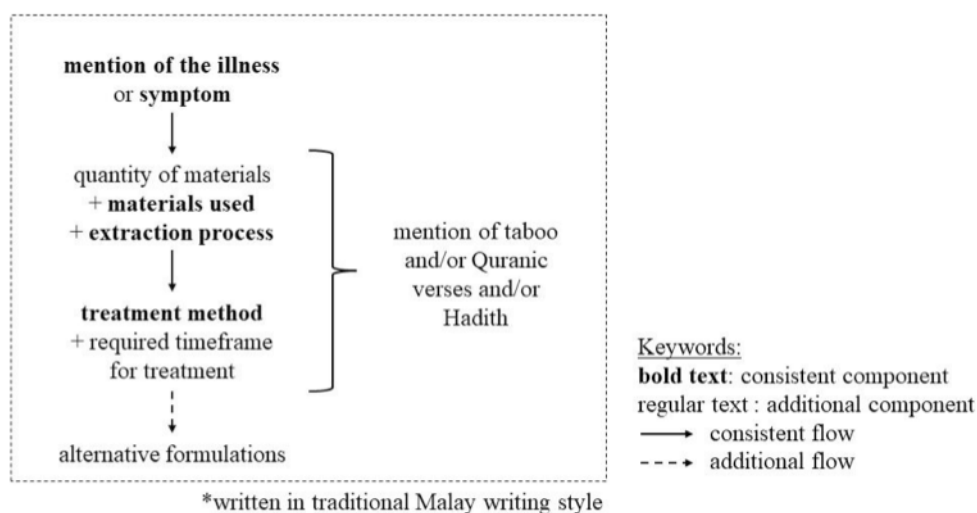 mention of the illness
or symptom
quantity of materials
+ materials used
+ extraction process
treatment method
+ required timeframe
for treatment
alternative formulations
mention of taboo
and/or Quranic
verses and/or
Hadith
Keywords:
bold text: consistent component
regular text : additional component
consistent flow
additional flow
*written in traditional Malay writing style